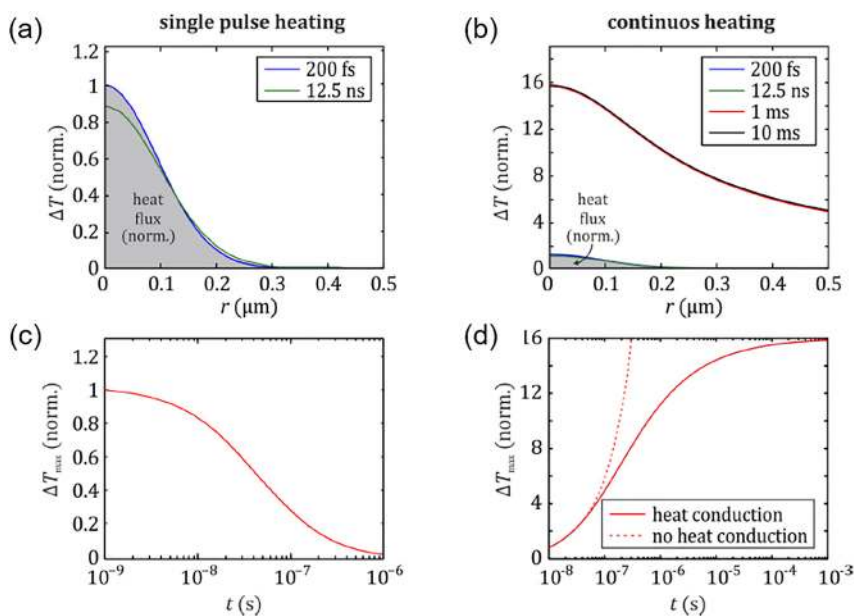 single pulse heating
continuos heating
(a)
1.2
1
0.8
0.6
0.4
0.2
0
ΔT (norm.)
200 fs
12.5 ns
heat
flux
(norm.)
0 0.1 0.2 0.3 0.4 0.5
r (μm)
(b)
16
12
8
4
0
ΔT (norm.)
200 fs
12.5 ns
1 ms
10 ms
heat
flux
(norm.)
0 0.1 0.2 0.3 0.4 0.5
r (μm)
(c)
1.2
1
0.8
0.6
0.4
0.2
0
ΔTmax (norm.)
10⁻⁹ 10⁻⁸ 10⁻⁷ 10⁻⁶
t (s)
(d)
16
12
8
4
0
ΔTmax (norm.)
heat conduction
no heat conduction
10⁻⁸ 10⁻⁷ 10⁻⁶ 10⁻⁵ 10⁻⁴ 10⁻³
t (s)